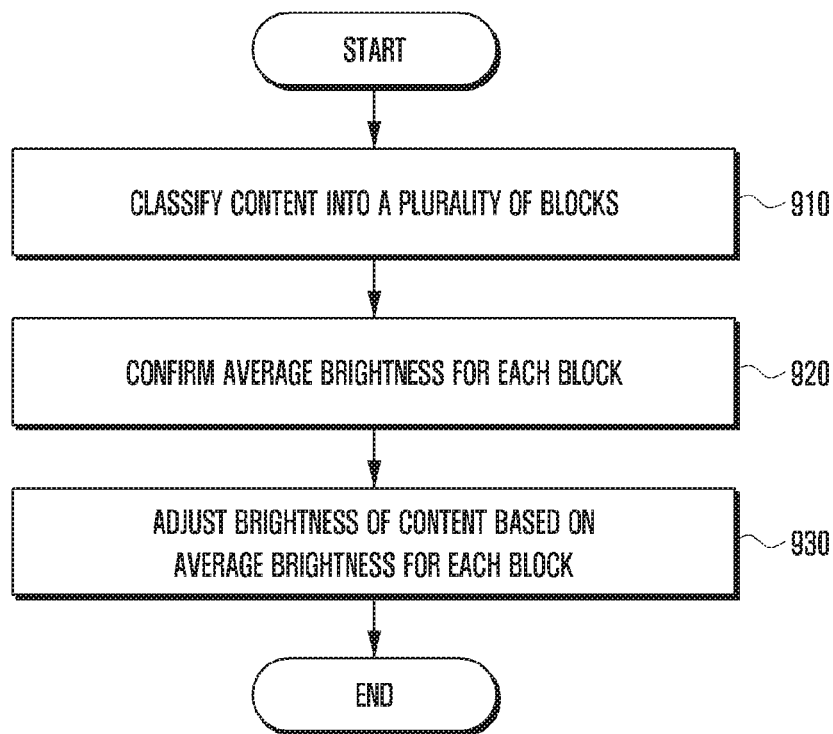 START
CLASSIFY CONTENT INTO A PLURALITY OF BLOCKS
910
CONFIRM AVERAGE BRIGHTNESS FOR EACH BLOCK
920
ADJUST BRIGHTNESS OF CONTENT BASED ON
AVERAGE BRIGHTNESS FOR EACH BLOCK
930
END